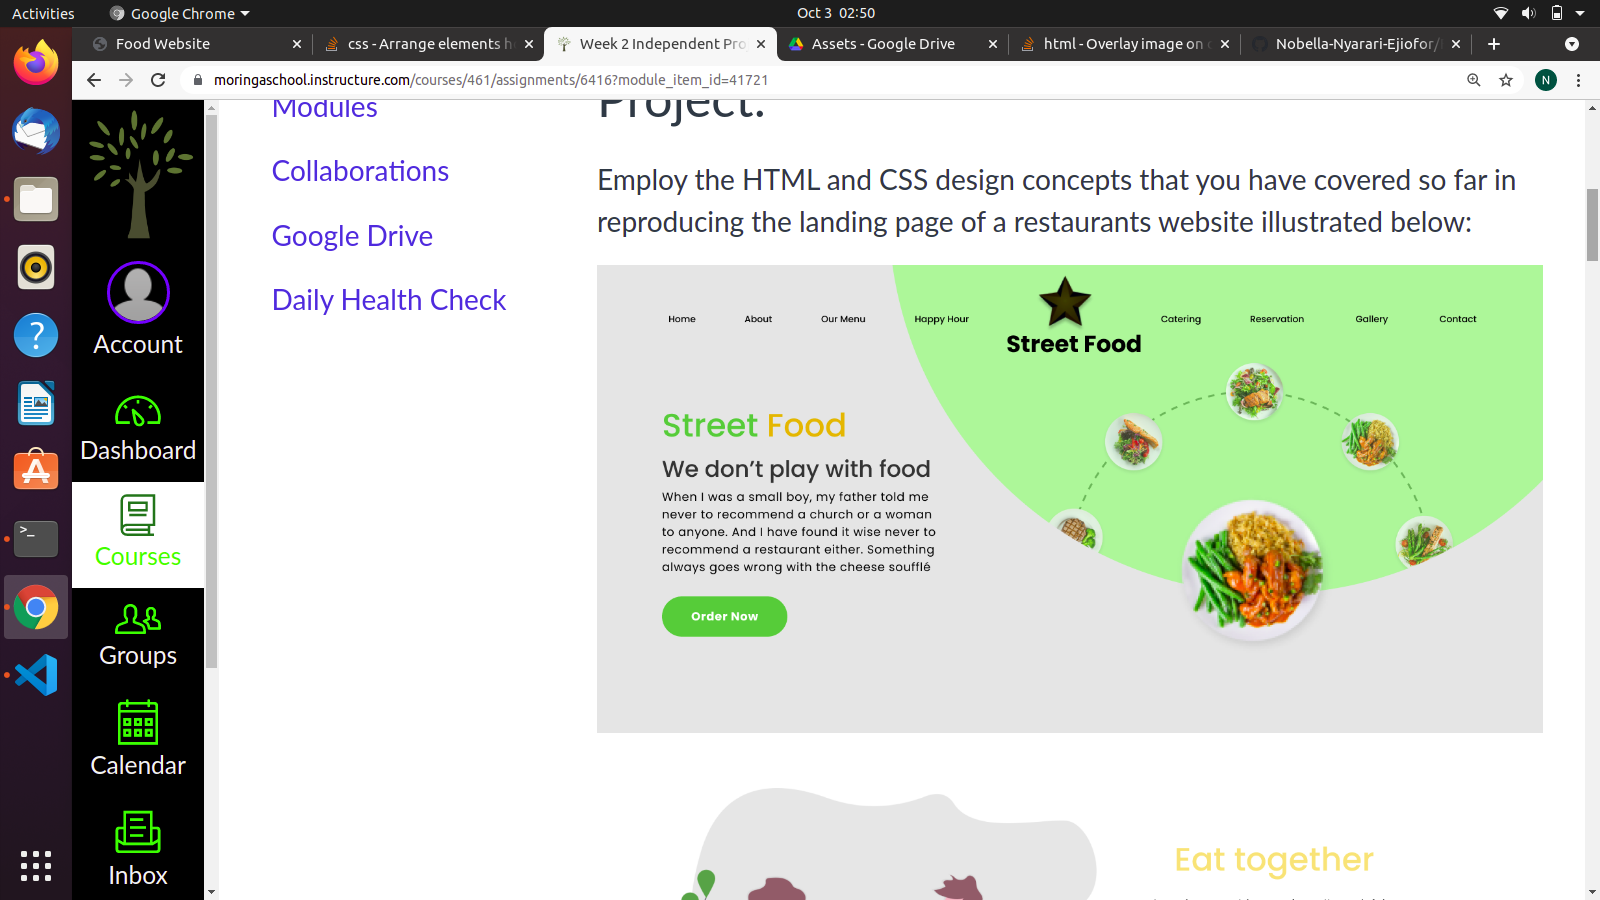 Activities
Google Chrome
Oct 3 02:50
Food Website
css - Arrange elements h
Week 2 Independent Pro
Assets - Google Drive
html - Overlay image on
Nobella-Nyarari-Ejiofor/
moringaschool.instructure.com/courses/461/assignments/6416?module_item_id=41721
N
Account
Dashboard
Courses
Groups
Calendar
Inbox
Modules
Collaborations
Google Drive
Daily Health Check
Project:
Employ the HTML and CSS design concepts that you have covered so far in
reproducing the landing page of a restaurants website illustrated below:
Home About Our Menu Happy Hour Catering Reservation Gallery Contact
Street Food
Street Food
We don’t play with food
When I was a small boy, my father told me
never to recommend a church or a woman
to anyone. And I have found it wise never to
recommend a restaurant either. Something
always goes wrong with the cheese soufflé
Order Now
Eat together